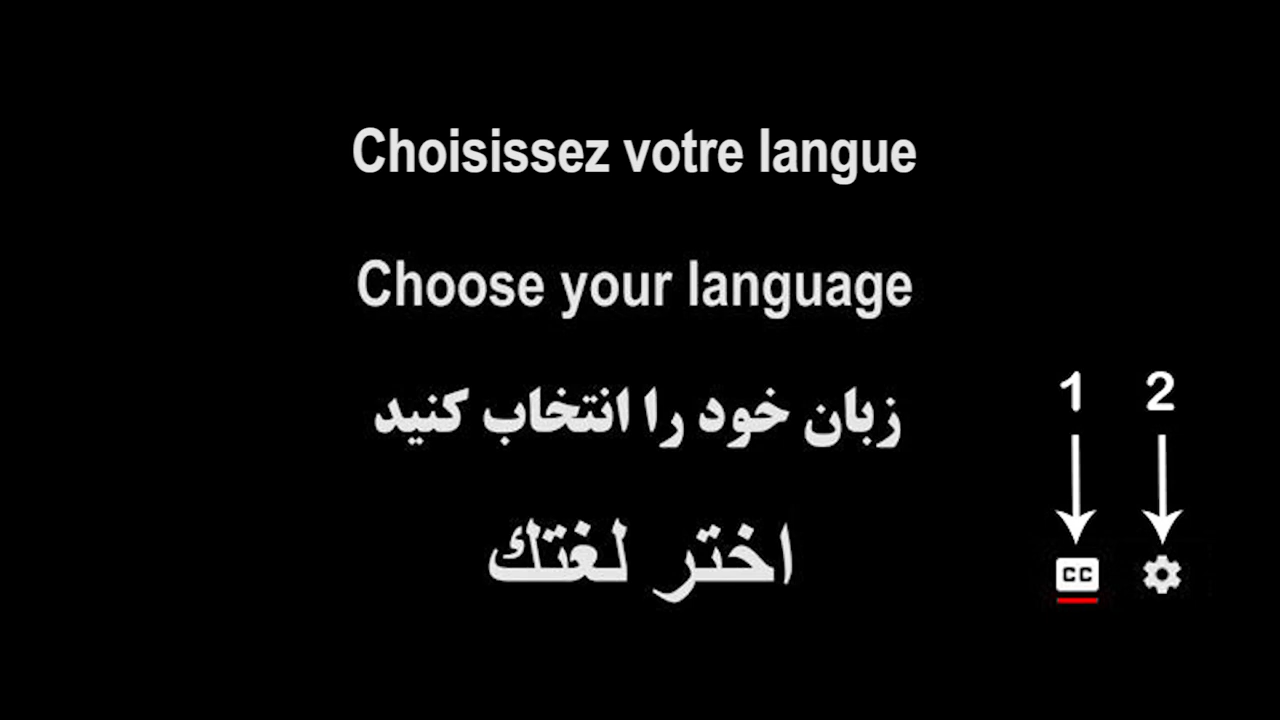 Choisissez votre langue
Choose your language
زبان خود را انتخاب کنید
اختر لغتك
1 2
CC